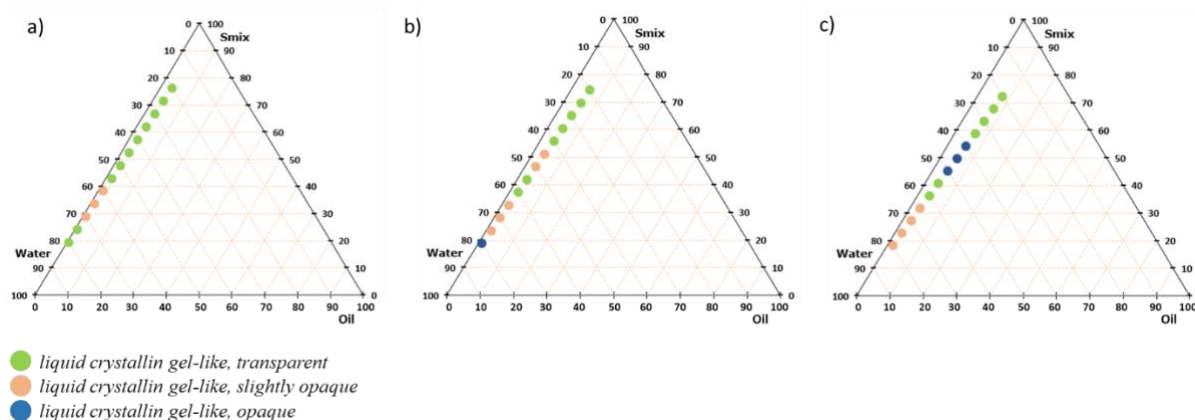 a)
0 100
Smix
10 90
20 80
30 70
40 60
50 50
60 40
70 30
Water 80 20
90 10
100 0
0 10 20 30 40 50 60 70 80 90 100
Oil
b)
0 100
Smix
10 90
20 80
30 70
40 60
50 50
60 40
70 30
Water 80 20
90 10
100 0
0 10 20 30 40 50 60 70 80 90 100
Oil
c)
0 100
Smix
10 90
20 80
30 70
40 60
50 50
60 40
70 30
Water 80 20
90 10
100 0
0 10 20 30 40 50 60 70 80 90 100
Oil
liquid crystallin gel-like, transparent
liquid crystallin gel-like, slightly opaque
liquid crystallin gel-like, opaque